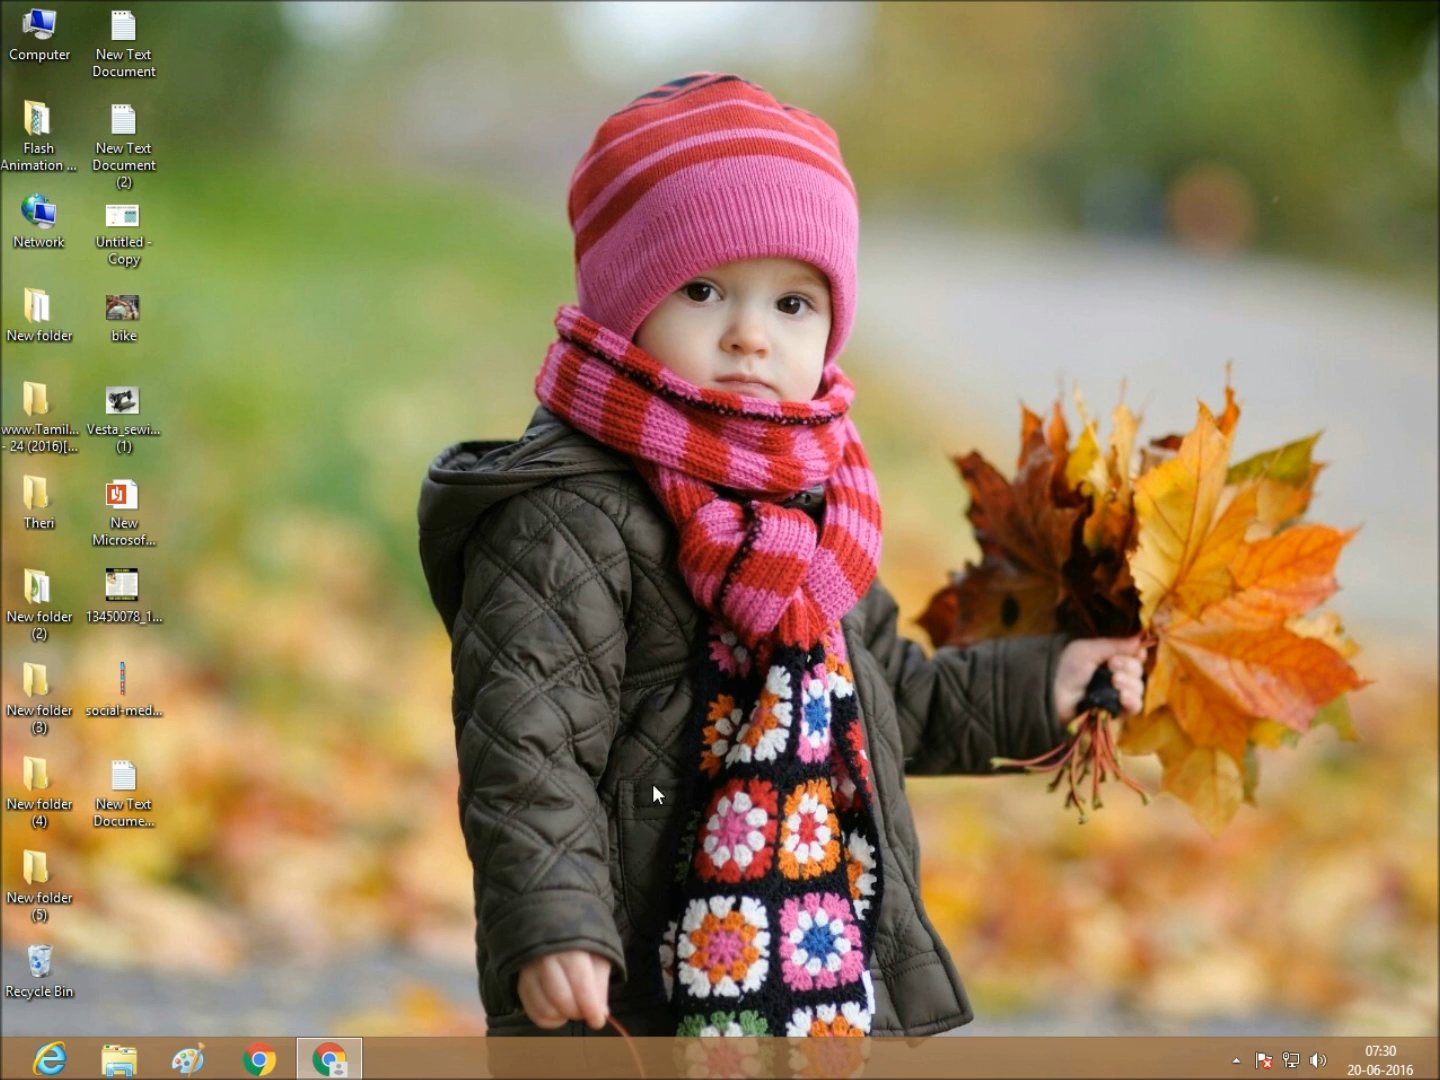 Computer
Flash
Animation ...
Network
New folder
www.Tamil...
- 24 (2016)[...
Theri
New folder
(2)
New folder
(3)
New folder
(4)
New folder
(5)
Recycle Bin
New Text
Document
New Text
Document
(2)
Untitled -
Copy
bike
Vesta_sewi...
(1)
New
Microsof...
13450078_1...
social-med...
New Text
Docume...
07:30
20-06-2016